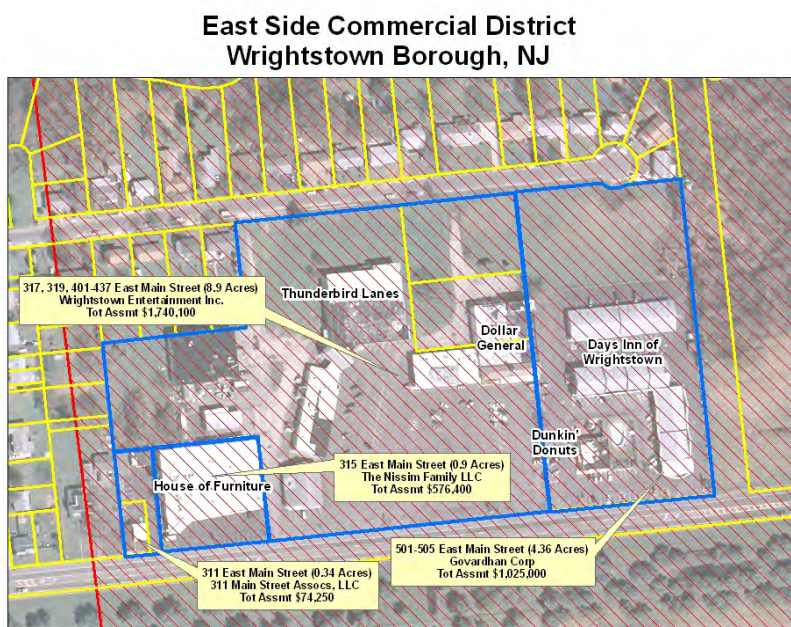 East Side Commercial District
Wrightstown Borough, NJ
317, 319, 401-437 East Main Street (8.9 Acres)
Wrightstown Entertainment Inc.
Tot Assmt $1,740,100
Thunderbird Lanes
Dollar
General
Days Inn of
Wrightstown
Dunkin'
Donuts
House of Furniture
315 East Main Street (0.9 Acres)
The Nissim Family LLC
Tot Assmt $576,400
501-505 East Main Street (4.36 Acres)
Govardhan Corp
Tot Assmt $1,025,000
311 East Main Street (0.34 Acres)
311 Main Street Assocs, LLC
Tot Assmt $74,250